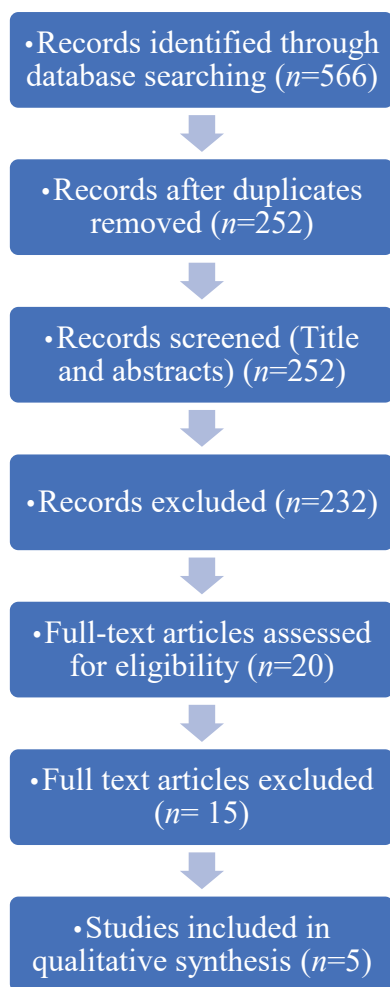 •Records identified through
database searching (n=566)
•Records after duplicates
removed (n=252)
•Records screened (Title
and abstracts) (n=252)
•Records excluded (n=232)
•Full-text articles assessed
for eligibility (n=20)
•Full text articles excluded
(n= 15)
•Studies included in
qualitative synthesis (n=5)